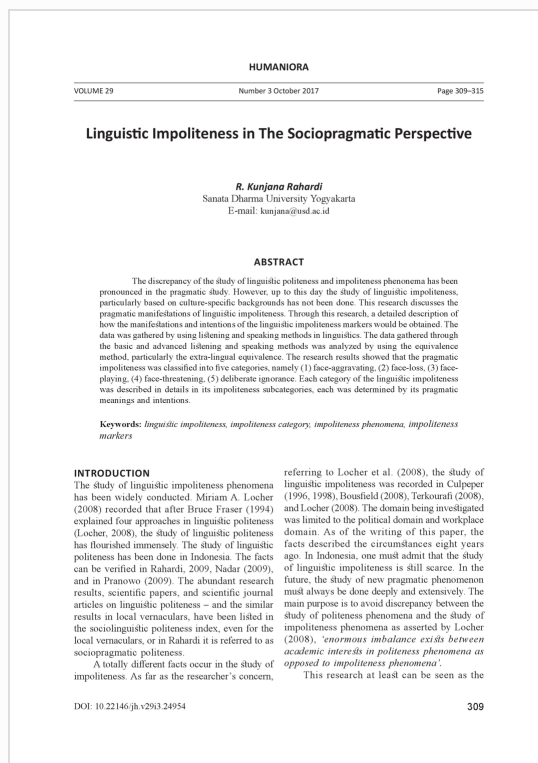 HUMANIORA
VOLUME 29 Number 3 October 2017 Page 309–315
Linguistic Impoliteness in The Sociopragmatic Perspective
R. Kunjana Rahardi
Sanata Dharma University Yogyakarta
E-mail: kunjana@usd.ac.id
ABSTRACT
The discrepancy of the study of linguistic politeness and impoliteness phenonema has been
pronounced in the pragmatic study. However, up to this day the study of linguistic impoliteness,
particularly based on culture-specific backgrounds has not been done. This research discusses the
pragmatic manifestations of linguistic impoliteness. Through this research, a detailed description of
how the manifestations and intentions of the linguistic impoliteness markers would be obtained. The
data was gathered by using listening and speaking methods in linguistics. The data gathered through
the basic and advanced listening and speaking methods was analyzed by using the equivalence
method, particularly the extra-lingual equivalence. The research results showed that the pragmatic
impoliteness was classified into five categories, namely (1) face-aggravating, (2) face-loss, (3) face-
playing, (4) face-threatening, (5) deliberate ignorance. Each category of the linguistic impoliteness
was described in details in its impoliteness subcategories, each was determined by its pragmatic
meanings and intentions.
Keywords: linguistic impoliteness, impoliteness category, impoliteness phenomena, impoliteness
markers
INTRODUCTION
The study of linguistic impoliteness phenomena
has been widely conducted. Miriam A. Locher
(2008) recorded that after Bruce Fraser (1994)
explained four approaches in linguistic politeness
(Locher, 2008), the study of linguistic politeness
has flourished immensely. The study of linguistic
politeness has been done in Indonesia. The facts
can be verified in Rahardi, 2009, Nadar (2009),
and in Pranowo (2009). The abundant research
results, scientific papers, and scientific journal
articles on linguistic politeness – and the similar
results in local vernaculars, have been listed in
the sociolinguistic politeness index, even for the
local vernaculars, or in Rahardi it is referred to as
sociopragmatic politeness.
A totally different facts occur in the study of
impoliteness. As far as the researcher's concern,
referring to Locher et al. (2008), the study of
linguistic impoliteness was recorded in Culpeper
(1996, 1998), Bousfield (2008), Terkourafi (2008),
and Locher (2008). The domain being investigated
was limited to the political domain and workplace
domain. As of the writing of this paper, the
facts described the circumstances eight years
ago. In Indonesia, one must admit that the study
of linguistic impoliteness is still scarce. In the
future, the study of new pragmatic phenomenon
must always be done deeply and extensively. The
main purpose is to avoid discrepancy between the
study of politeness phenomena and the study of
impoliteness phenomena as asserted by Locher
(2008), 'enormous imbalance exists between
academic interests in politeness phenomena as
opposed to impoliteness phenomena'.
This research at least can be seen as the
DOI: 10.22146/jh.v29i3.24954 309